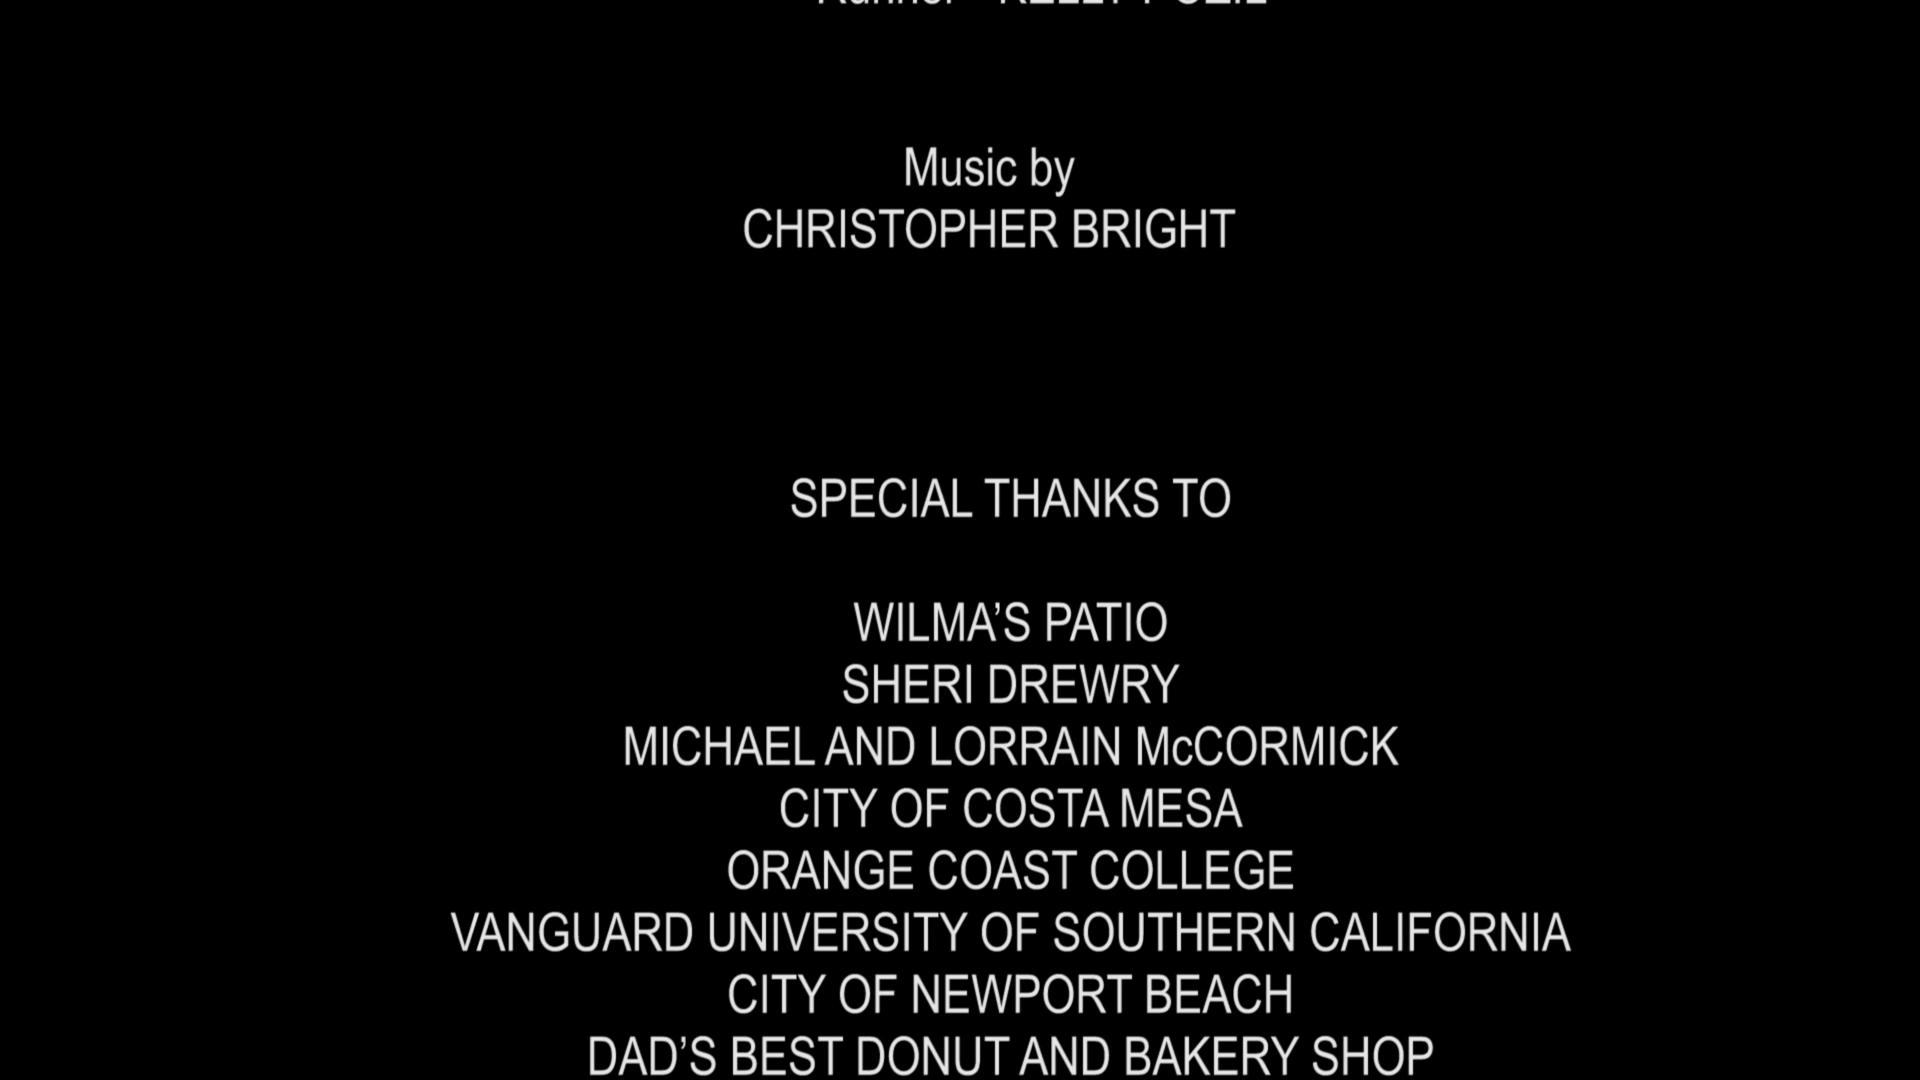 Music by
CHRISTOPHER BRIGHT
SPECIAL THANKS TO
WILMA’S PATIO
SHERI DREWRY
MICHAEL AND LORRAIN McCORMICK
CITY OF COSTA MESA
ORANGE COAST COLLEGE
VANGUARD UNIVERSITY OF SOUTHERN CALIFORNIA
CITY OF NEWPORT BEACH
DAD’S BEST DONUT AND BAKERY SHOP